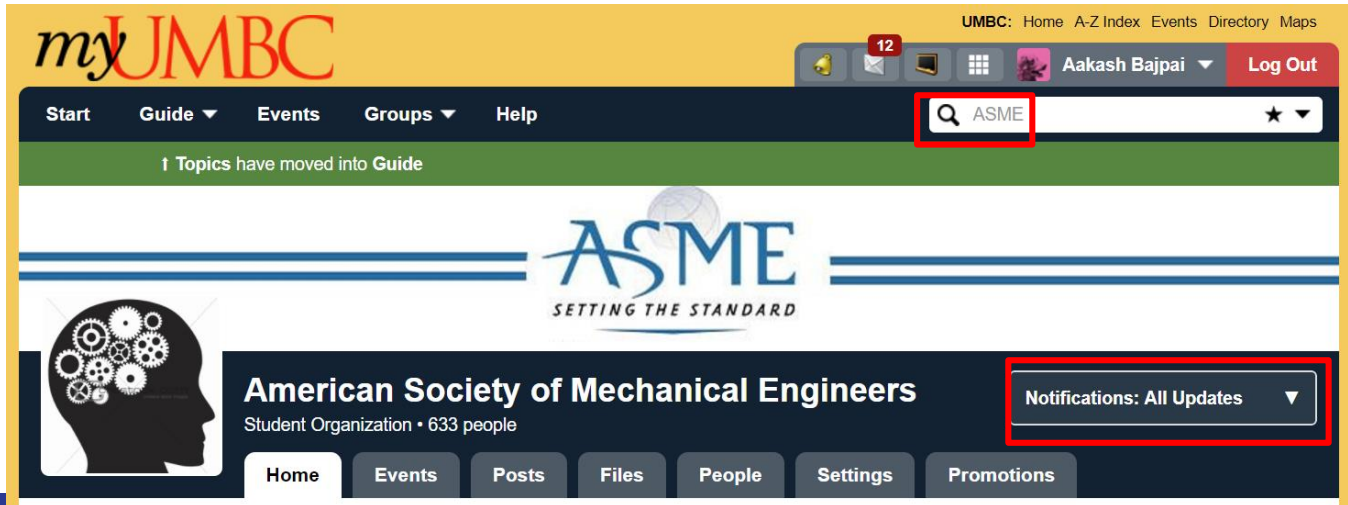 myUMBC
UMBC: Home A-Z Index Events Directory Maps
12
Aakash Bajpai ▼ Log Out
Start Guide ▼ Events Groups ▼ Help
ASME ★ ▼
↑ Topics have moved into Guide
ASME
SETTING THE STANDARD
American Society of Mechanical Engineers
Student Organization • 633 people
Notifications: All Updates ▼
Home Events Posts Files People Settings Promotions